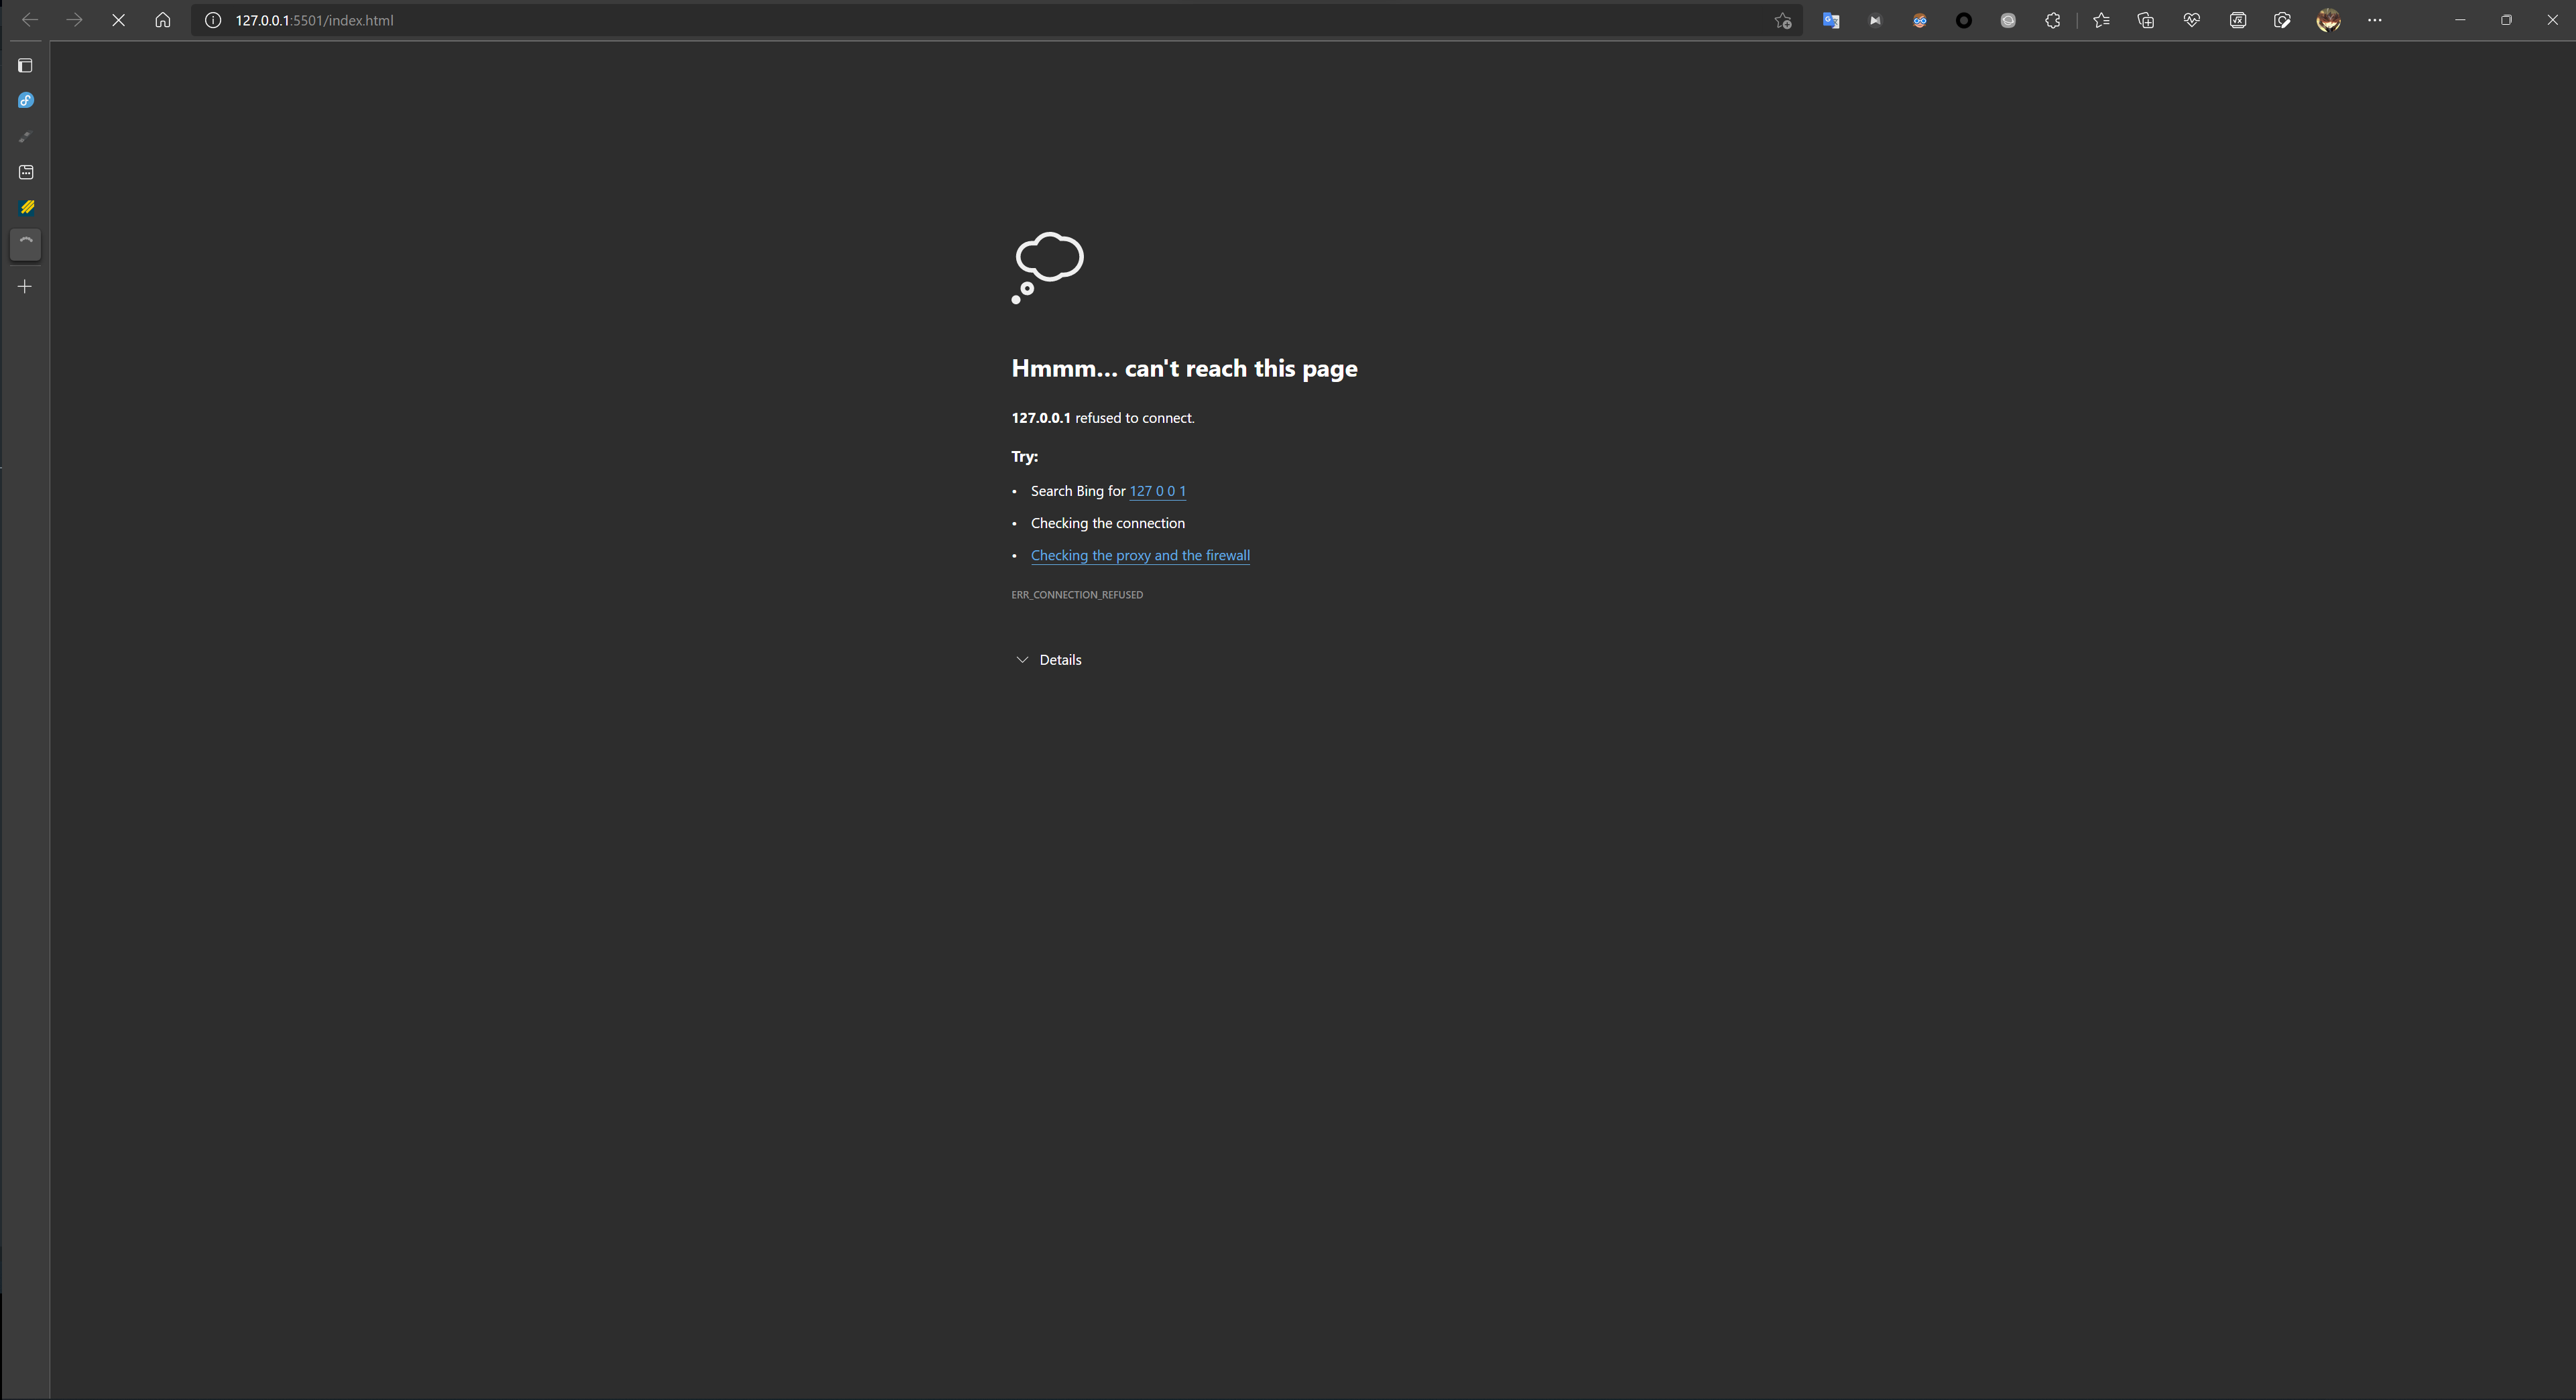 127.0.0.1:5501/index.html
Hmmm... can't reach this page
127.0.0.1 refused to connect.
Try:
• Search Bing for 127 0 0 1
• Checking the connection
• Checking the proxy and the firewall
ERR_CONNECTION_REFUSED
Details